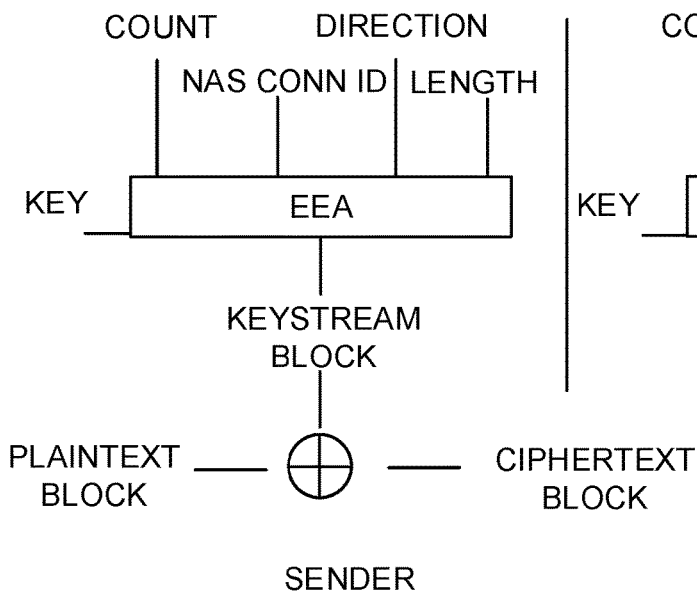 COUNT DIRECTION
NAS CONN ID LENGTH
KEY EEA KEY
KEYSTREAM
BLOCK
PLAINTEXT
BLOCK
CIPHERTEXT
BLOCK
SENDER